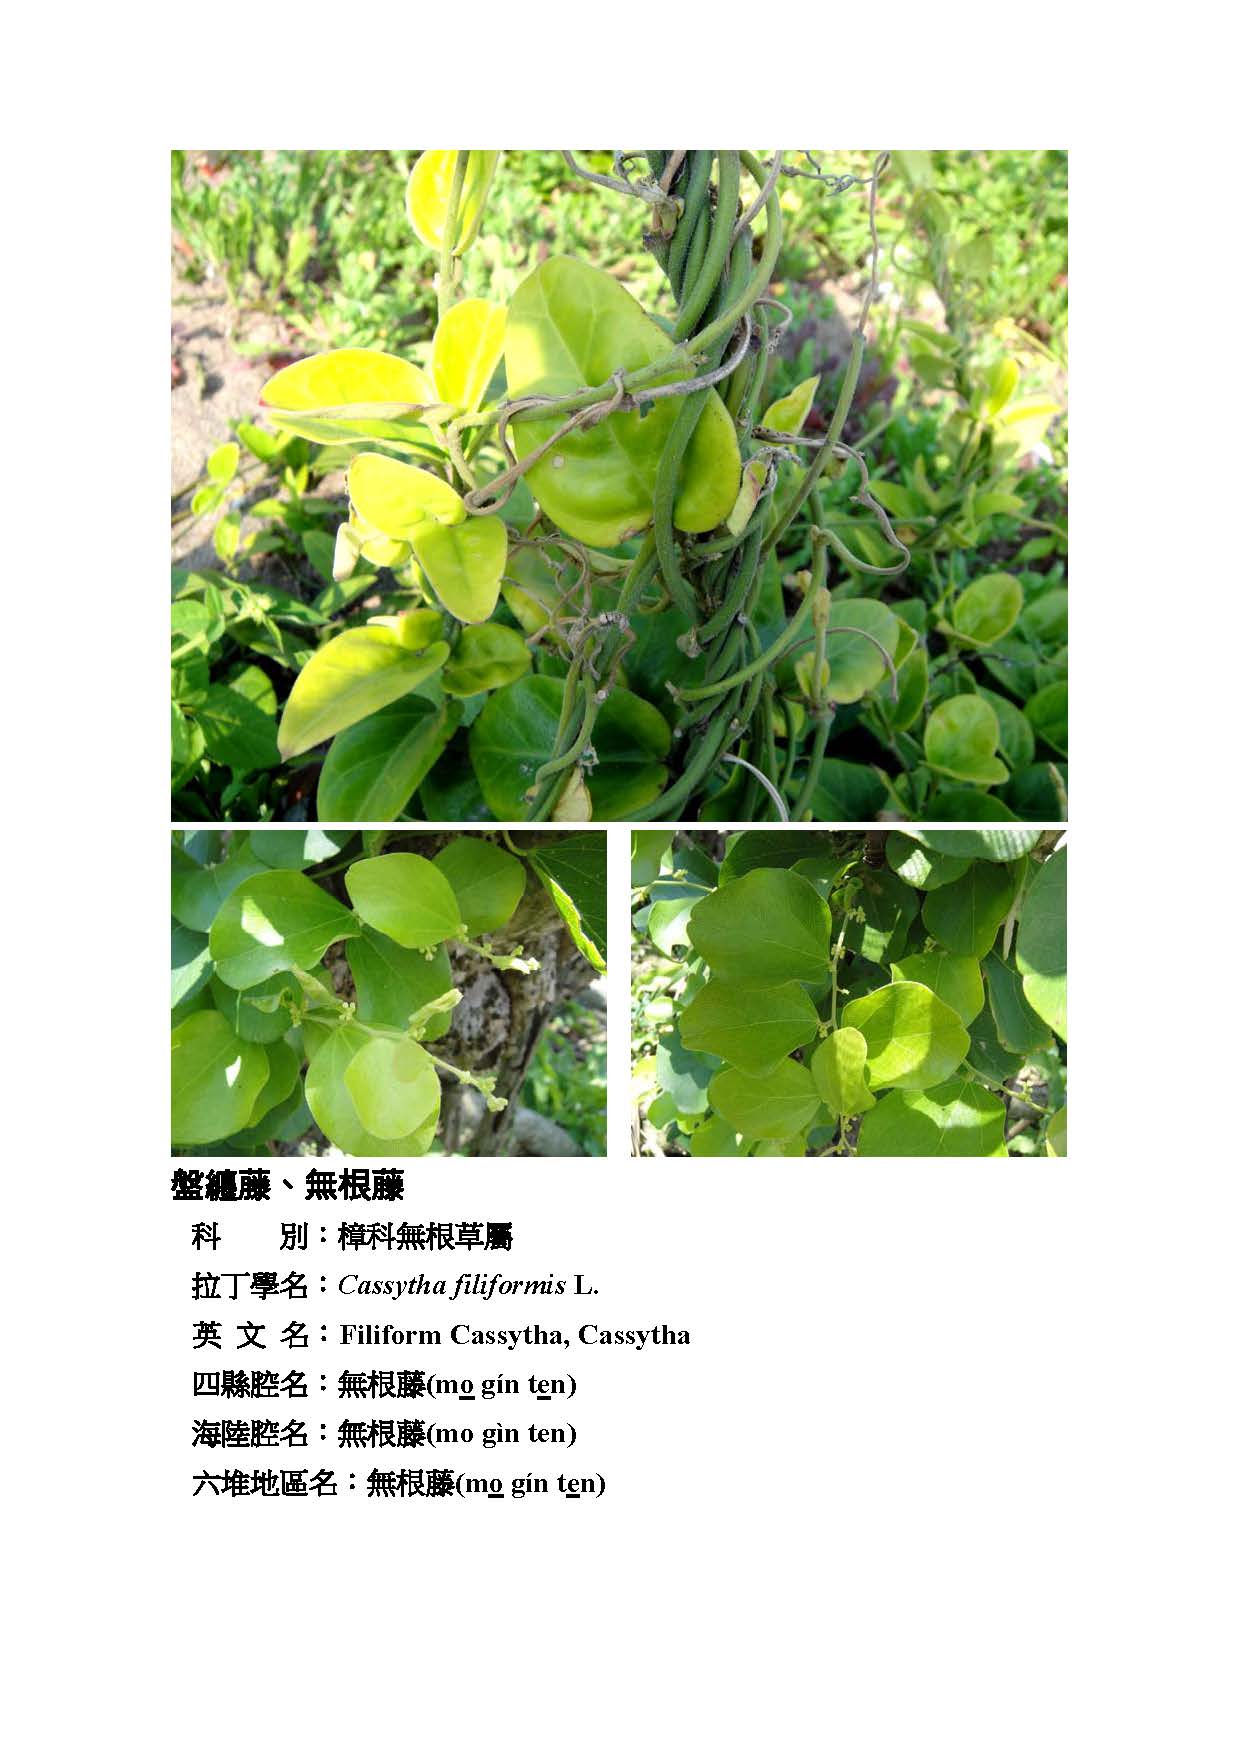 盤纏藤、無根藤
科　　別：樟科無根草屬
拉丁學名：Cassytha filiformis L.
英 文 名：Filiform Cassytha, Cassytha
四縣腔名：無根藤(mo gín ten)
海陸腔名：無根藤(mo gìn ten)
六堆地區名：無根藤(mo gín ten)